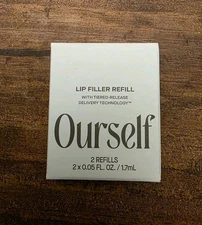 LIP FILLER REFILL
WITH TIERED-RELEASE
DELIVERY TECHNOLOGY™
Ourself
2 REFILLS
2 x 0.05 FL. OZ. / 1.7mL